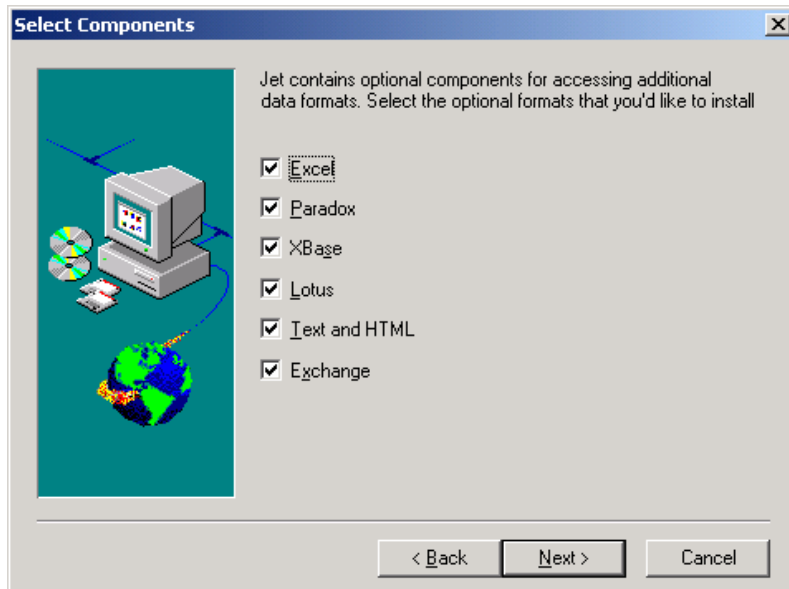 Select Components
Jet contains optional components for accessing additional
data formats. Select the optional formats that you'd like to install
Excel
Paradox
XBase
Lotus
Text and HTML
Exchange
< Back
Next >
Cancel